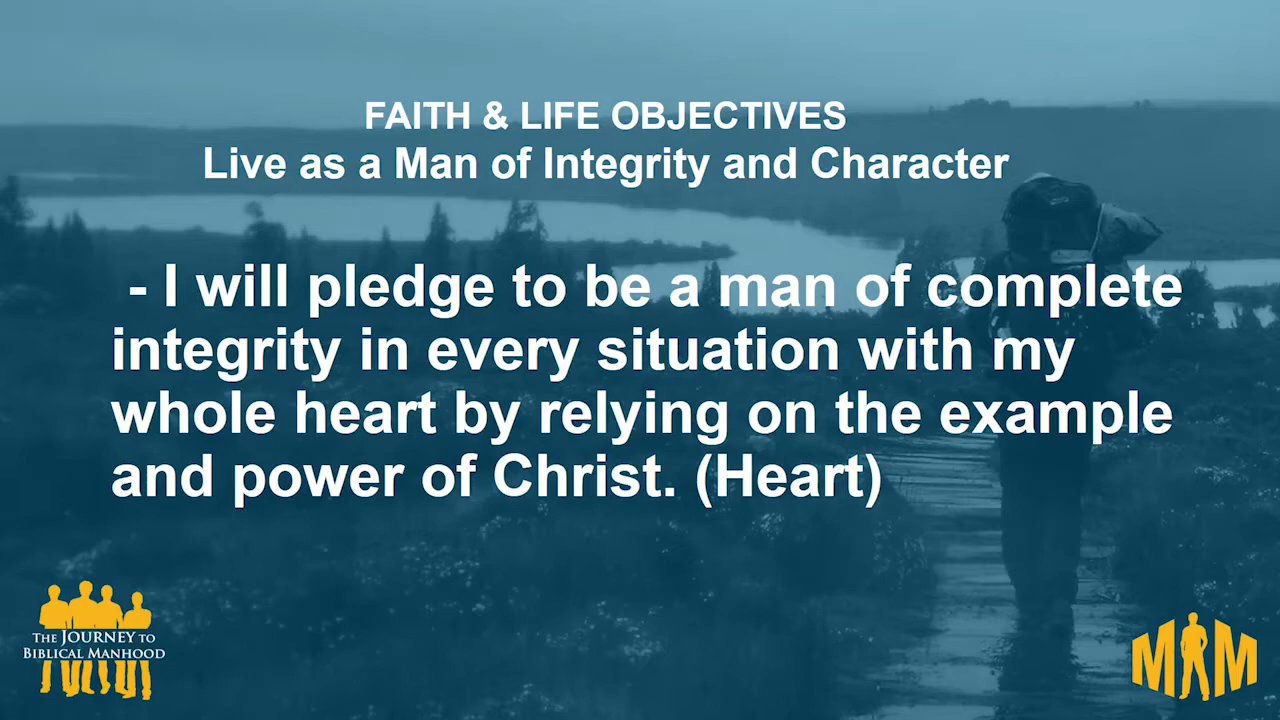 FAITH & LIFE OBJECTIVES
Live as a Man of Integrity and Character
- I will pledge to be a man of complete
integrity in every situation with my
whole heart by relying on the example
and power of Christ. (Heart)
THE JOURNEY TO
BIBLICAL MANHOOD
M M